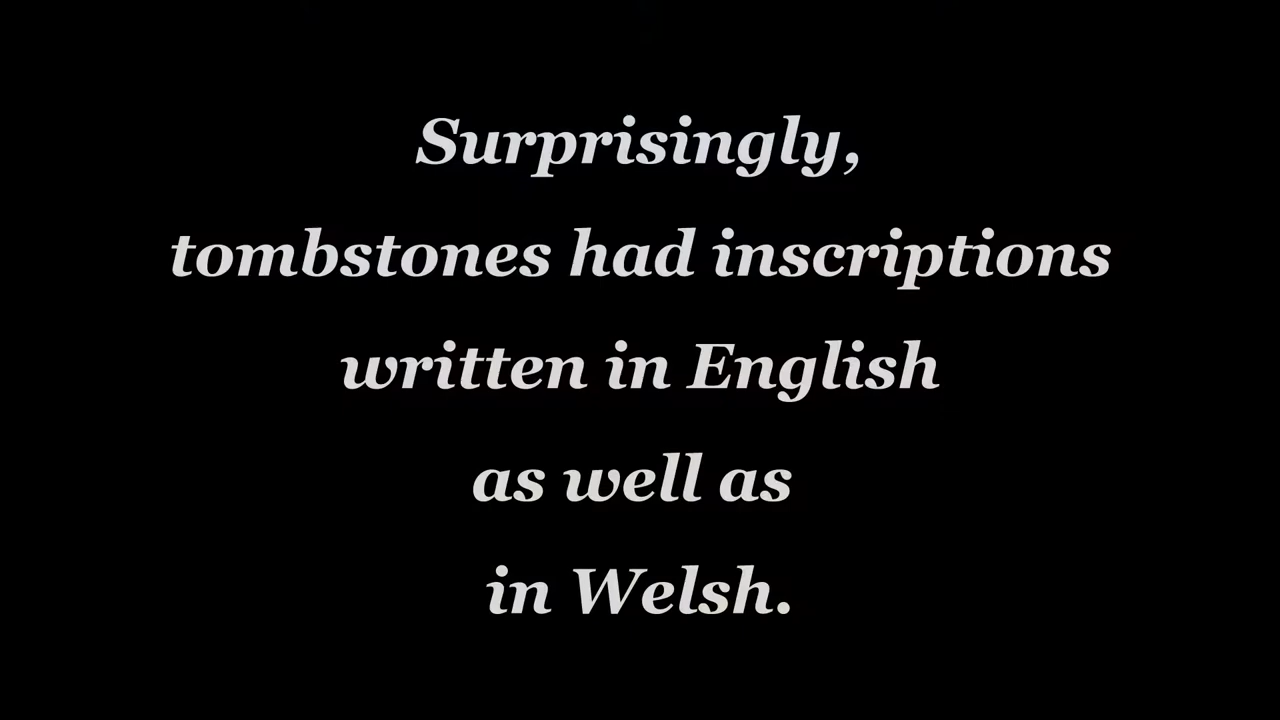 Surprisingly,
tombstones had inscriptions
written in English
as well as
in Welsh.